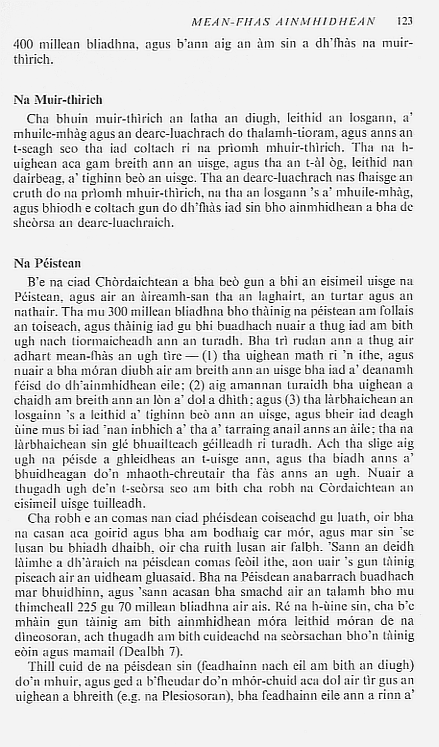 MEAN-FHAS AINMHIDHEAN 123
400 millean bliadhna, agus b'ann aig an àm sin a dh'fhàs na muir-
thìrich.
Na Muir-thìrich
Cha bhuin muir-thìrich an latha an diugh, leithid an losgann, a'
mhuile-mhàg agus an dearc-luachrach do thalamh-tioram, agus anns an
t-seagh seo tha iad coltach ri na prìomh mhuir-thìrich. Tha na h-
uighean aca gam breith ann an uisge, agus tha an t-àl òg, leithid nan
dairbeag, a' tighinn beò an uisge. Tha an dearc-luachrach nas fhaisge an
cruth do na prìomh mhuir-thìrich, na tha an losgann 's a' mhuile-mhàg,
agus bhiodh e coltach gun do dh'fhàs iad sin bho ainmhidhean a bha de
sheòrsa an dearc-luachraich.
Na Péistean
B'e na ciad Chòrdaichtean a bha beò gun a bhi an eisimeil uisge na
Péistean, agus air an àireamh-san tha an laghairt, an turtar agus an
nathair. Tha mu 300 millean bliadhna bho thàinig na péistean am follais
an toiseach, agus thàinig iad gu bhi buadhach nuair a thug iad am bith
ugh nach tiormaicheadh ann an turadh. Bha trì rudan ann a thug air
adhart mean-fhàs an ugh tìre — (1) tha uighean math ri 'n ithe, agus
nuair a bha móran diubh air am breith ann an uisge bha iad a' deanamh
féisd do dh'ainmhidhean eile; (2) aig amannan turaidh bha uighean a
chaidh am breith ann an lòn a' dol a dhìth; agus (3) tha làrbhaichean an
losgainn 's a leithid a' tighinn beò ann an uisge, agus bheir iad deagh
ùine mus bi iad 'nan inbhich a' tha a' tarraing anail anns an àile; tha na
làrbhaichean sin glé bhuailteach géilleadh ri turadh. Ach tha slige aig
ugh na péisde a ghleidheas an t-uisge ann, agus tha biadh anns a'
bhuidheagan do'n mhaoth-chreutair tha fàs anns an ugh. Nuair a
thugadh ugh de'n t-seòrsa seo am bith cha robh na Còrdaichtean an
eisimeil uisge tuilleadh.
Cha robh e an comas nan ciad phéisdean coiseachd gu luath, oir bha
na casan aca goirid agus bha am bodhaig car mór, agus mar sin 'se
lusan bu bhiadh dhaibh, oir cha ruith lusan air falbh. 'Sann an deidh
làimhe a dh'àraich na péisdean comas feòil ithe, aon uair 's gun tàinig
piseach air an uidheam gluasaid. Bha na Péisdean anabarrach buadhach
mar bhuidhinn, agus 'sann acasan bha smachd air an talamh bho mu
thimcheall 225 gu 70 millean bliadhna air ais. Ré na h-ùine sin, cha b'e
mhàin gun tàinig am bith ainmhidhean móra leithid móran de na
dìneosoran, ach thugadh am bith cuideachd na seòrsachan bho'n tàinig
eòin agus mamail (Dealbh 7).
Thill cuid de na péisdean sin (feadhainn nach eil am bith an diugh)
do'n mhuir, agus ged a b'fheudar do'n mhór-chuid aca dol air tìr gus an
uighean a bhreith (e.g. na Plesiosoran), bha feadhainn eile ann a rinn a'